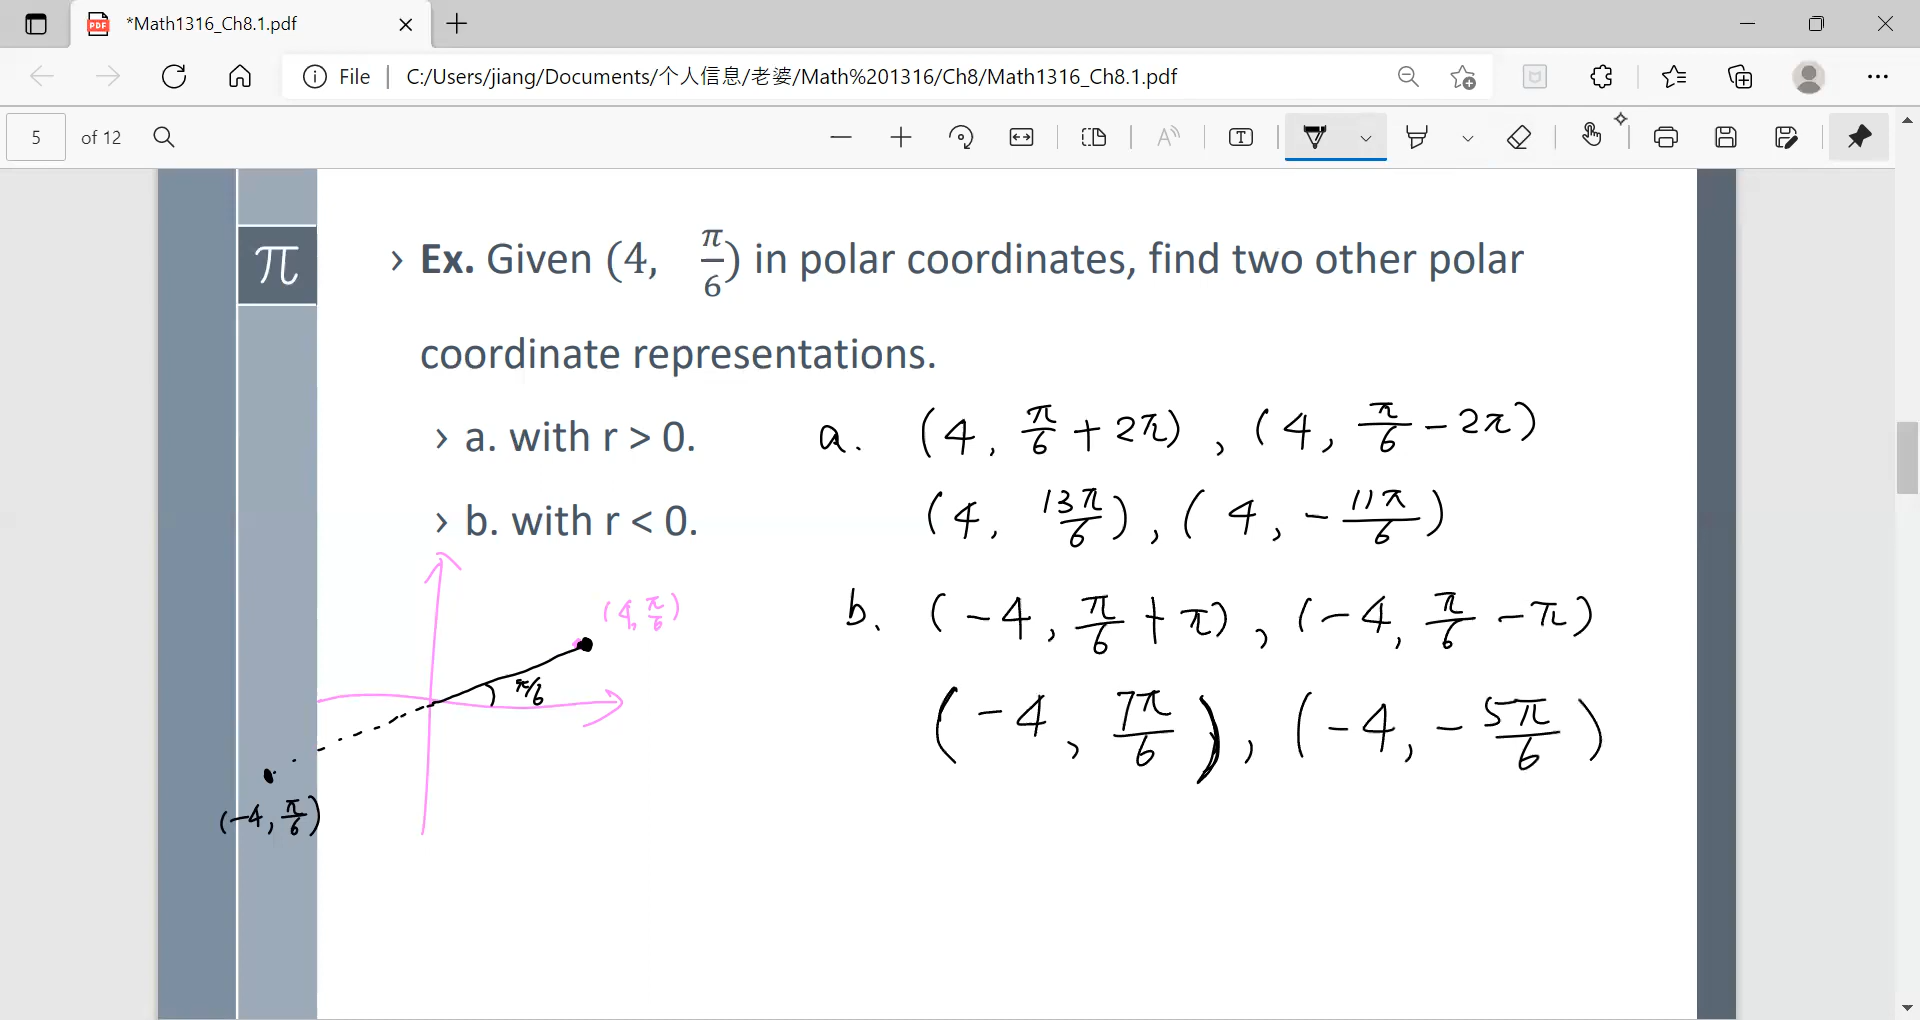 *Math1316_Ch8.1.pdf
File | C:/Users/jiang/Documents/个人信息/老婆/Math%201316/Ch8/Math1316_Ch8.1.pdf
5 of 12
π
› Ex. Given (4, π/6) in polar coordinates, find two other polar
coordinate representations.
› a. with r > 0.
› b. with r < 0.
a. (4, π/6 + 2π), (4, π/6 - 2π)
(4, 13π/6), (4, - 11π/6)
b. (-4, π/6 + π), (-4, π/6 - π)
(-4, 7π/6), (-4, - 5π/6)
(4, π/6)
π/6
(-4, π/6)